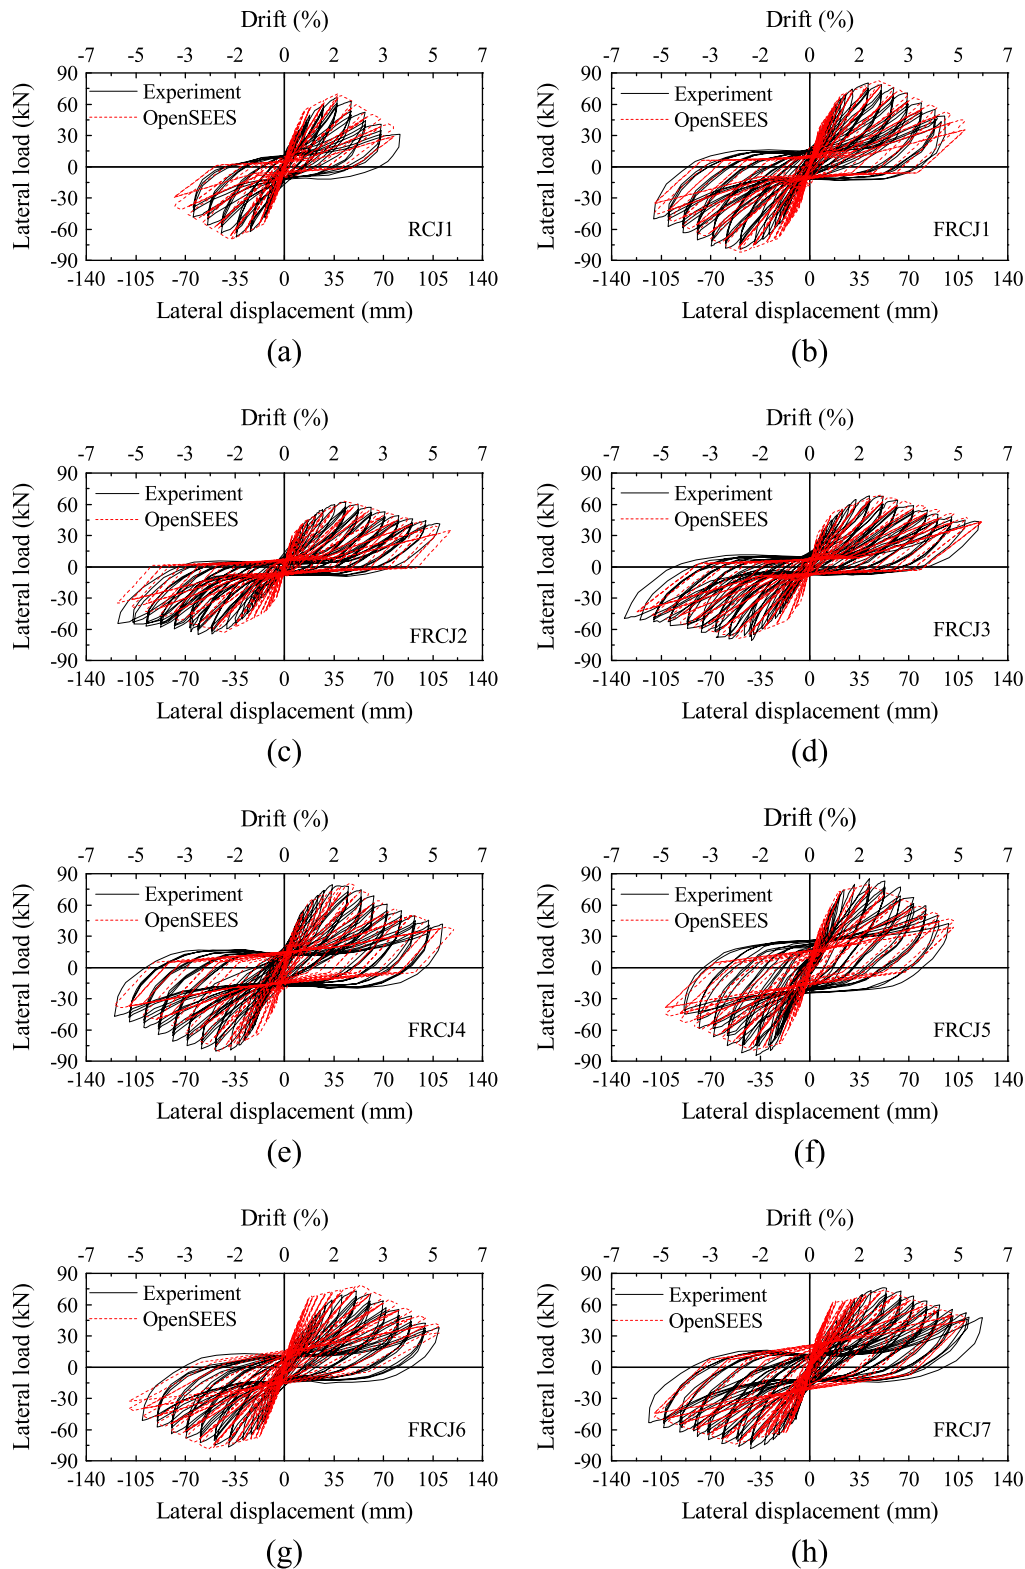 Drift (%)
-7 -5 -3 -2 0 2 3 5 7
Lateral load (kN)
90
60
30
0
-30
-60
-90
Experiment
OpenSEES
RCJ1
-140 -105 -70 -35 0 35 70 105 140
Lateral displacement (mm)
(a)
Drift (%)
-7 -5 -3 -2 0 2 3 5 7
Lateral load (kN)
90
60
30
0
-30
-60
-90
Experiment
OpenSEES
FRCJ1
-140 -105 -70 -35 0 35 70 105 140
Lateral displacement (mm)
(b)
Drift (%)
-7 -5 -3 -2 0 2 3 5 7
Lateral load (kN)
90
60
30
0
-30
-60
-90
Experiment
OpenSEES
FRCJ2
-140 -105 -70 -35 0 35 70 105 140
Lateral displacement (mm)
(c)
Drift (%)
-7 -5 -3 -2 0 2 3 5 7
Lateral load (kN)
90
60
30
0
-30
-60
-90
Experiment
OpenSEES
FRCJ3
-140 -105 -70 -35 0 35 70 105 140
Lateral displacement (mm)
(d)
Drift (%)
-7 -5 -3 -2 0 2 3 5 7
Lateral load (kN)
90
60
30
0
-30
-60
-90
Experiment
OpenSEES
FRCJ4
-140 -105 -70 -35 0 35 70 105 140
Lateral displacement (mm)
(e)
Drift (%)
-7 -5 -3 -2 0 2 3 5 7
Lateral load (kN)
90
60
30
0
-30
-60
-90
Experiment
OpenSEES
FRCJ5
-140 -105 -70 -35 0 35 70 105 140
Lateral displacement (mm)
(f)
Drift (%)
-7 -5 -3 -2 0 2 3 5 7
Lateral load (kN)
90
60
30
0
-30
-60
-90
Experiment
OpenSEES
FRCJ6
-140 -105 -70 -35 0 35 70 105 140
Lateral displacement (mm)
(g)
Drift (%)
-7 -5 -3 -2 0 2 3 5 7
Lateral load (kN)
90
60
30
0
-30
-60
-90
Experiment
OpenSEES
FRCJ7
-140 -105 -70 -35 0 35 70 105 140
Lateral displacement (mm)
(h)